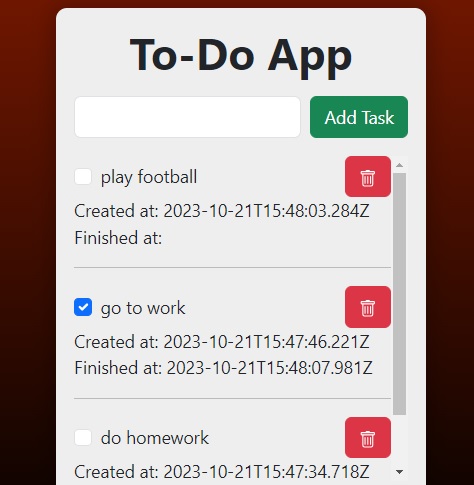 To-Do App
Add Task
play football
Created at: 2023-10-21T15:48:03.284Z
Finished at:
go to work
Created at: 2023-10-21T15:47:46.221Z
Finished at: 2023-10-21T15:48:07.981Z
do homework
Created at: 2023-10-21T15:47:34.718Z